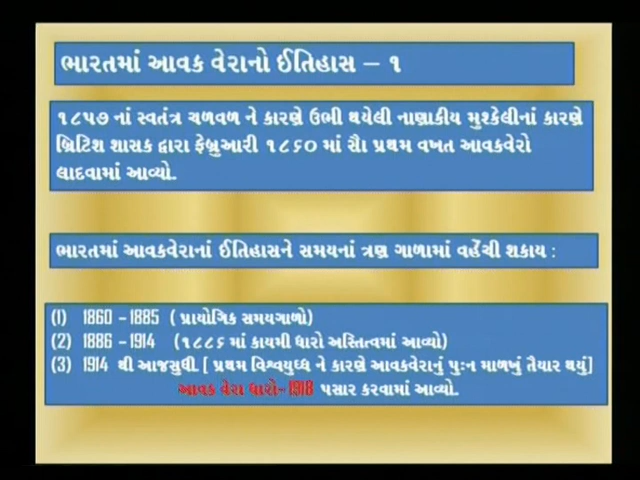 ભારતમાં આવક વેરાનો ઈતિહાસ – ૧
૧૮૫૭ નાં સ્વતંત્ર ચળવળ ને કારણે ઉભી થયેલી નાણાકીય મુશ્કેલીનાં કારણે
બ્રિટિશ શાસક દ્વારા ફેબ્રુઆરી ૧૮૬૦ માં સૌ પ્રથમ વખત આવકવેરો
લાદવામાં આવ્યો.
ભારતમાં આવકવેરાનાં ઈતિહાસને સમયનાં ત્રણ ગાળામાં વહેંચી શકાય :
(1) 1860 – 1885 ( પ્રાયોગિક સમયગાળો)
(2) 1886 – 1914 (૧૮૮૬ માં કાયમી ધારો અસ્તિત્વમાં આવ્યો)
(3) 1914 થી આજસુધી. [ પ્રથમ વિશ્વયુધ્ધ ને કારણે આવકવેરાનું પુઃન માળખું તૈયાર થયું]
આવક વેરા ધારો-1918 પસાર કરવામાં આવ્યો.